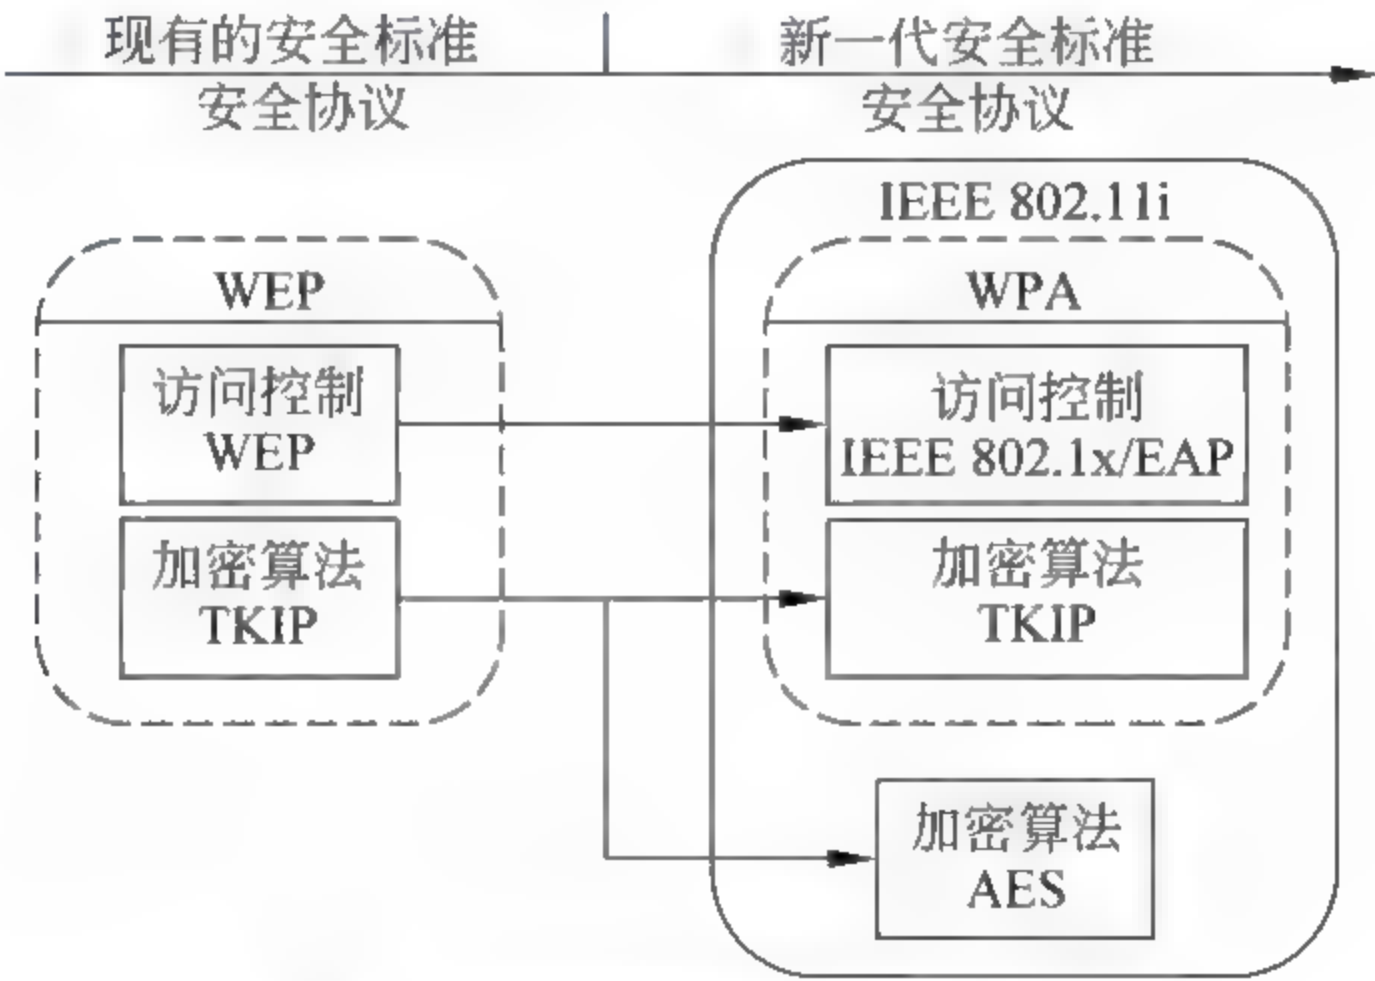 现有的安全标准
新一代安全标准
安全协议
安全协议
IEEE 802.11i
WEP
WPA
访问控制
WEP
访问控制
IEEE 802.1x/EAP
加密算法
TKIP
加密算法
TKIP
加密算法
AES